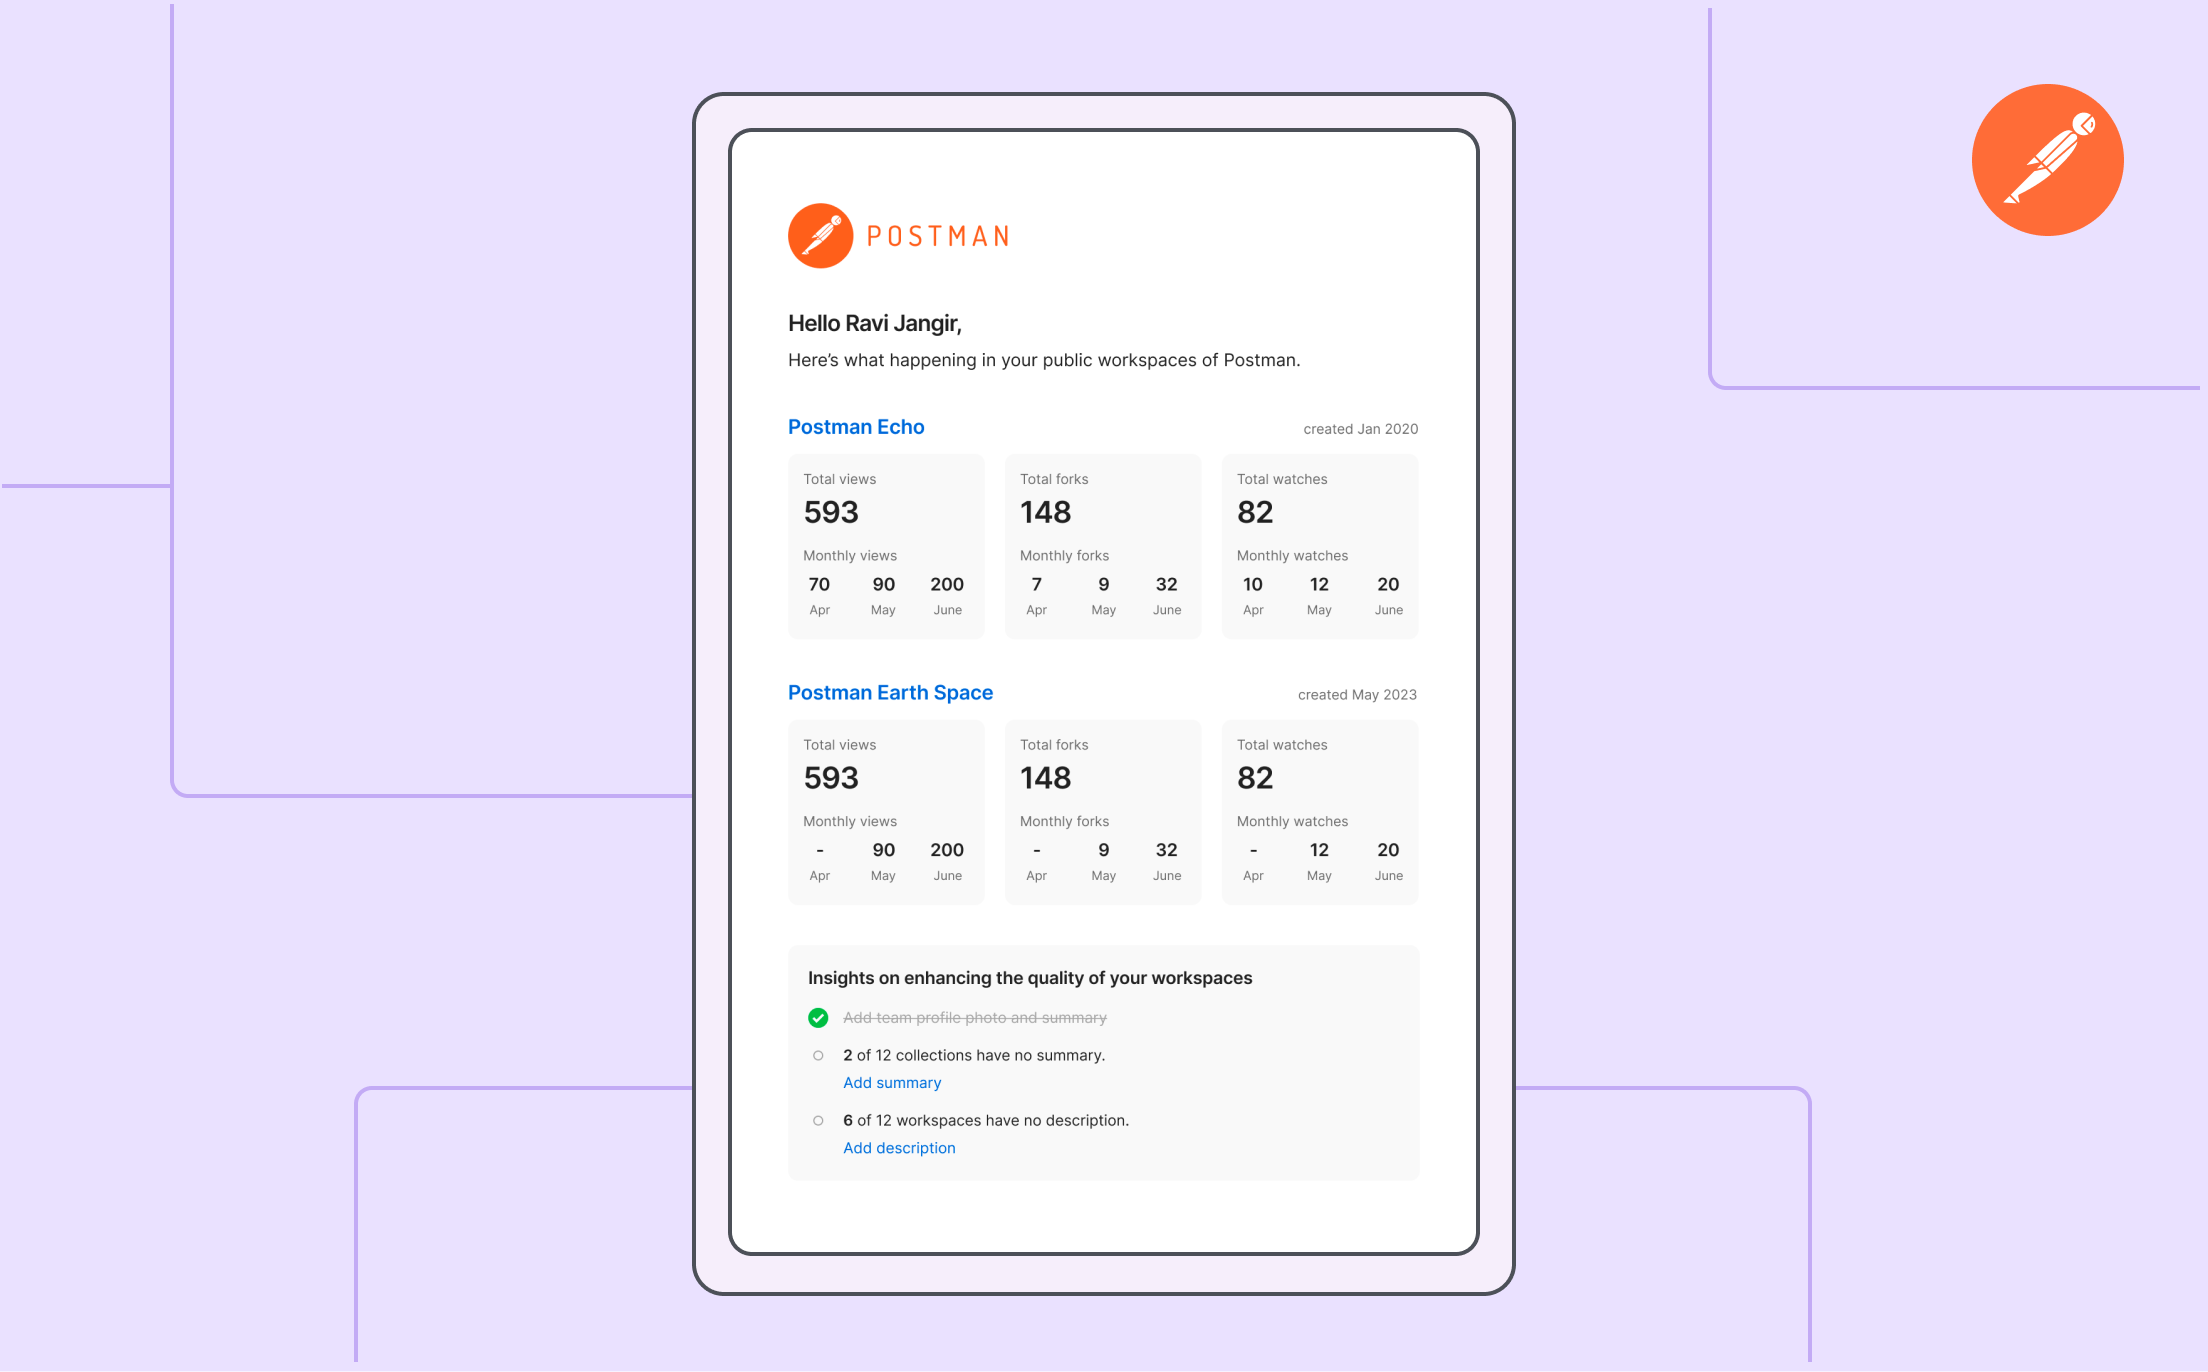 POSTMAN
Hello Ravi Jangir,
Here’s what happening in your public workspaces of Postman.
Postman Echo
created Jan 2020
Total views
593
Monthly views
70 90 200
Apr May June
Total forks
148
Monthly forks
7 9 32
Apr May June
Total watches
82
Monthly watches
10 12 20
Apr May June
Postman Earth Space
created May 2023
Total views
593
Monthly views
- 90 200
Apr May June
Total forks
148
Monthly forks
- 9 32
Apr May June
Total watches
82
Monthly watches
- 12 20
Apr May June
Insights on enhancing the quality of your workspaces
Add team profile photo and summary
2 of 12 collections have no summary.
Add summary
6 of 12 workspaces have no description.
Add description